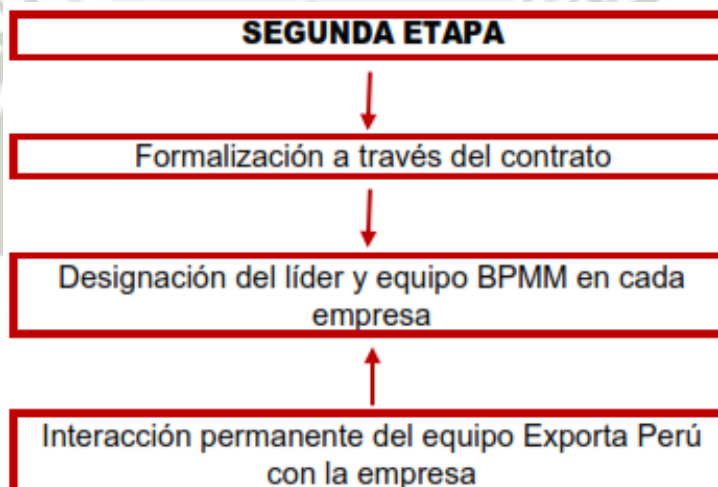 SEGUNDA ETAPA
Formalización a través del contrato
Designación del líder y equipo BPMM en cada
empresa
Interacción permanente del equipo Exporta Perú
con la empresa